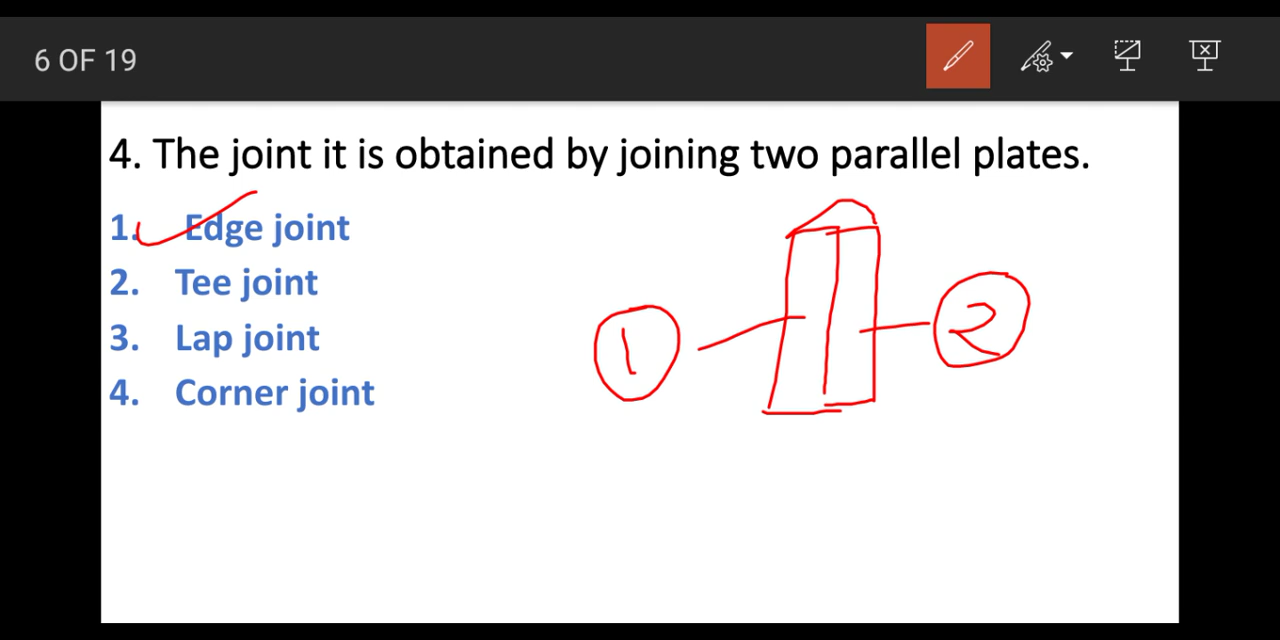 6 OF 19
4. The joint it is obtained by joining two parallel plates.
1. Edge joint
2. Tee joint
3. Lap joint
4. Corner joint
1
2